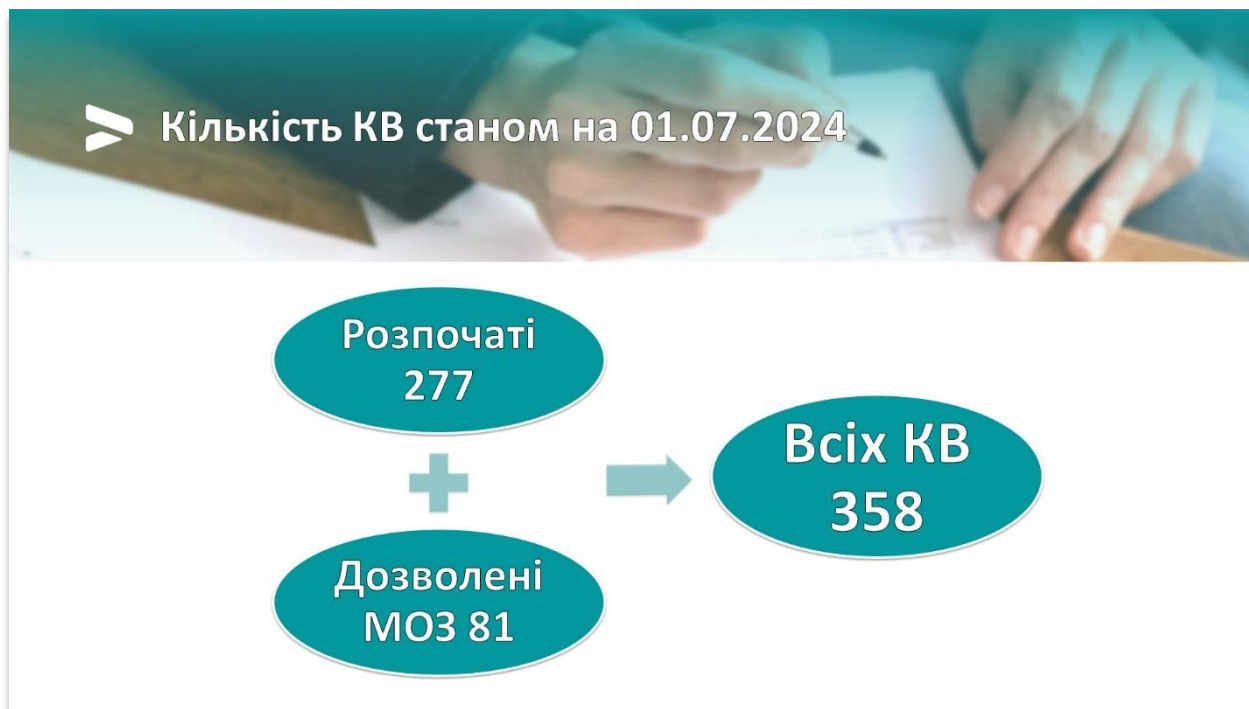 Кількість КВ станом на 01.07.2024
Розпочаті
277
Дозволені
МОЗ 81
Всіх КВ
358